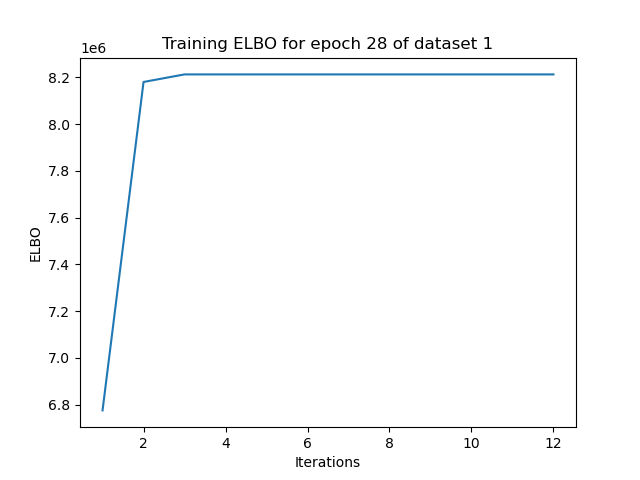 Training ELBO for epoch 28 of dataset 1
1e6
8.2
8.0
7.8
7.6
7.4
7.2
7.0
6.8
ELBO
2 4 6 8 10 12
Iterations